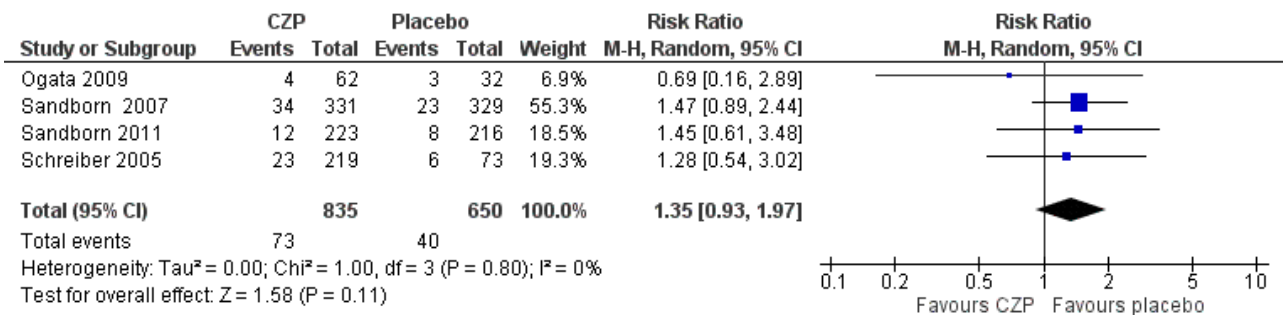 CZP Placebo Risk Ratio Risk Ratio
Study or Subgroup Events Total Events Total Weight M-H, Random, 95% CI M-H, Random, 95% CI
Ogata 2009 4 62 3 32 6.9% 0.69 [0.16, 2.89]
Sandborn 2007 34 331 23 329 55.3% 1.47 [0.89, 2.44]
Sandborn 2011 12 223 8 216 18.5% 1.45 [0.61, 3.48]
Schreiber 2005 23 219 6 73 19.3% 1.28 [0.54, 3.02]
Total (95% CI) 835 650 100.0% 1.35 [0.93, 1.97]
Total events 73 40
Heterogeneity: Tau² = 0.00; Chi² = 1.00, df = 3 (P = 0.80); I² = 0%
Test for overall effect: Z = 1.58 (P = 0.11)
0.1 0.2 0.5 1 2 5 10
Favours CZP Favours placebo